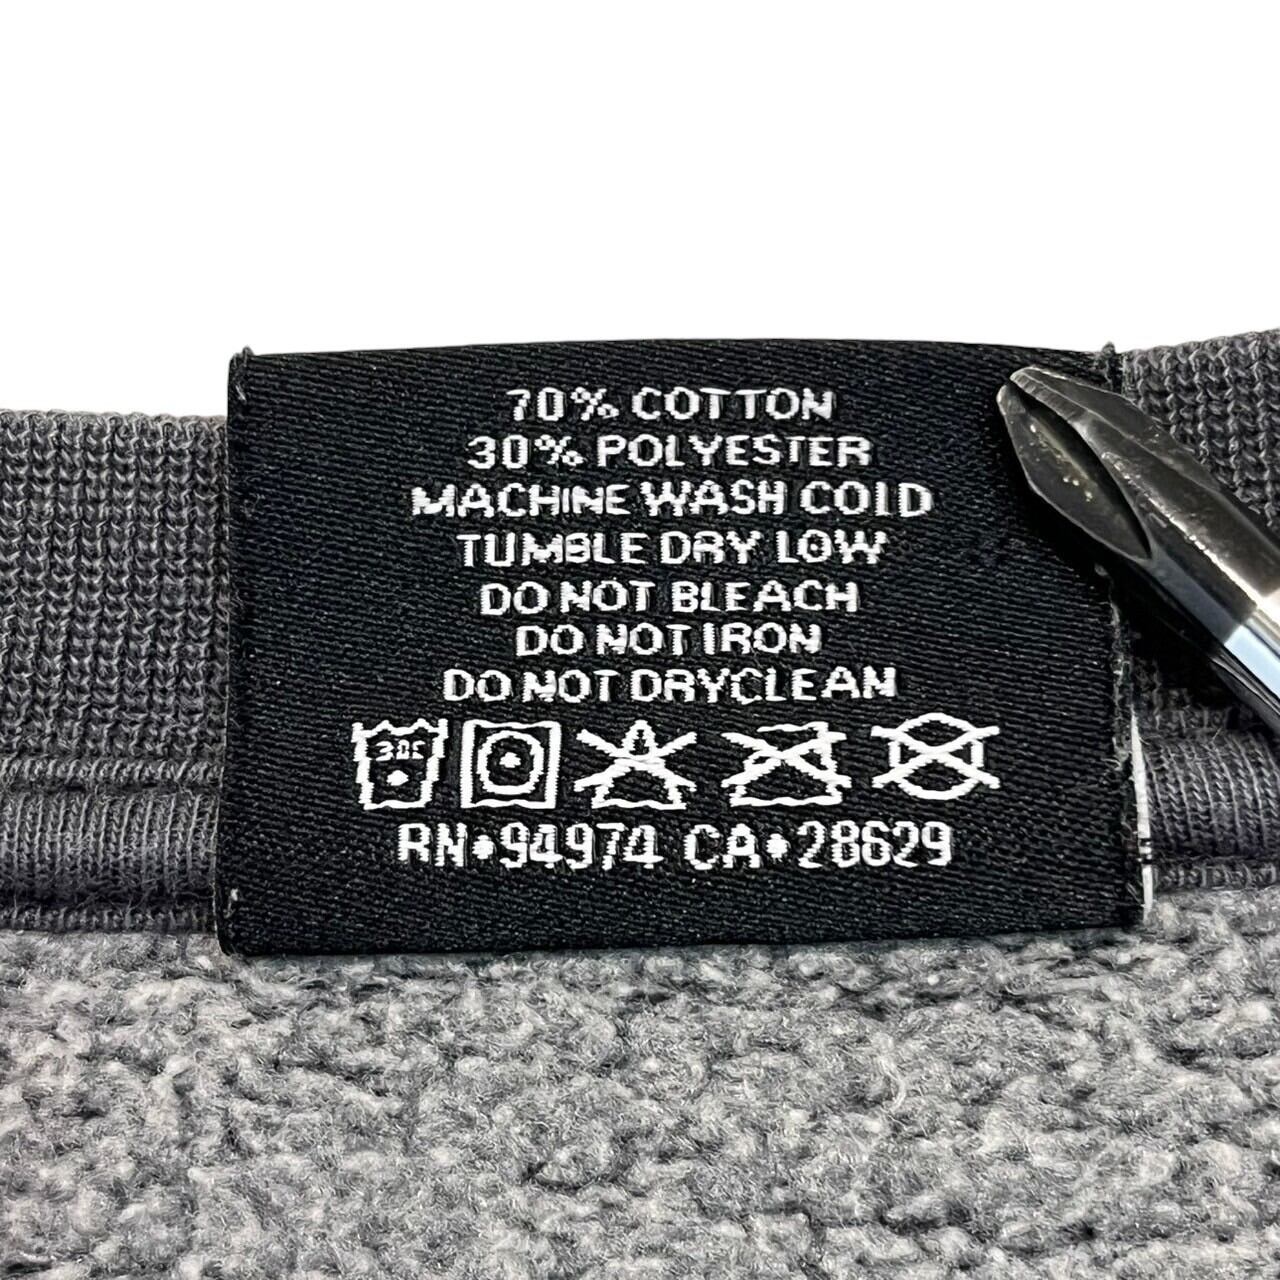 70% COTTON
30% POLYESTER
MACHINE WASH COLD
TUMBLE DRY LOW
DO NOT BLEACH
DO NOT IRON
DO NOT DRYCLEAN
30C
RN•94974 CA•28629